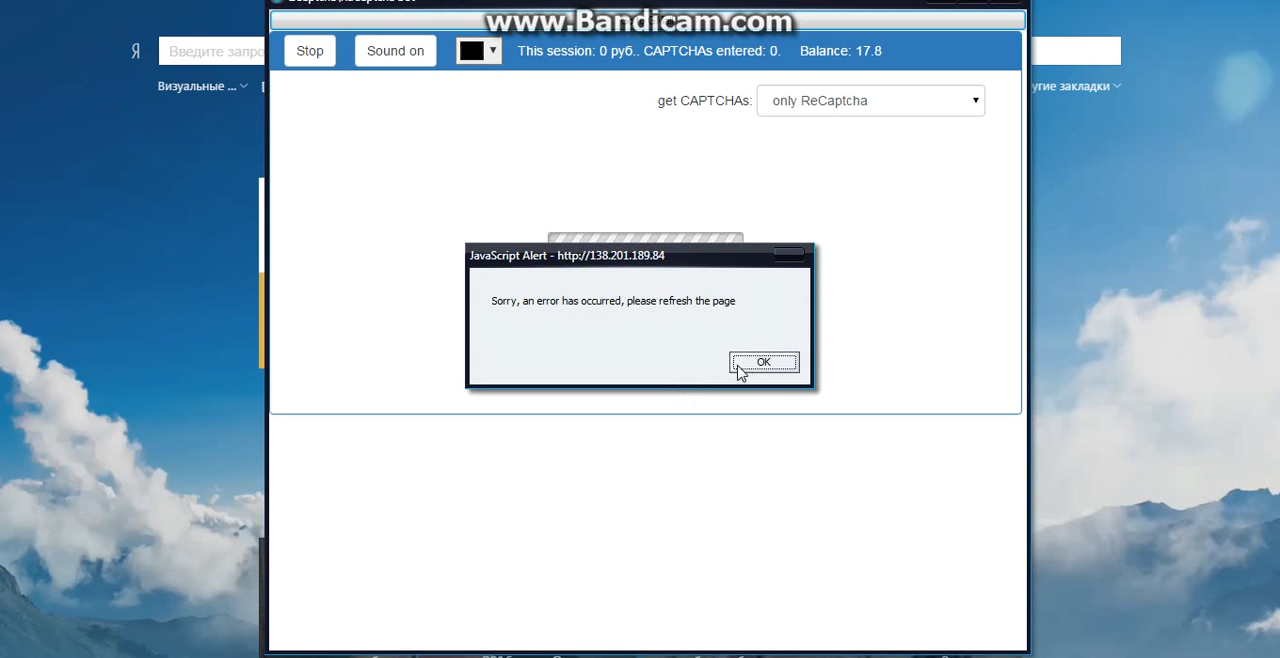 www.Bandicam.com
Stop
Sound on
This session: 0 руб.. CAPTCHAs entered: 0.
Balance: 17.8
Я
Введите запро
Визуальные ...
угие закладки
get CAPTCHAs:
only ReCaptcha
JavaScript Alert - http://138.201.189.84
Sorry, an error has occurred, please refresh the page
OK